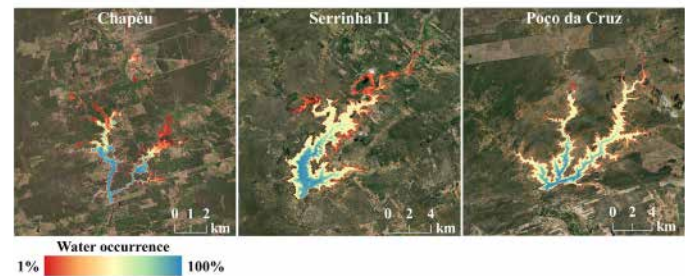 Chapéu
Serrinha II
Poço da Cruz
0 1 2
km
0 2 4
km
0 2 4
km
Water occurrence
1% 100%